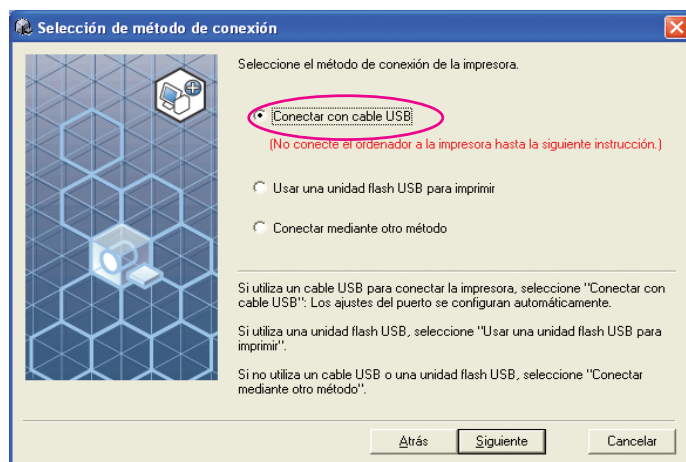 Selección de método de conexión
Seleccione el método de conexión de la impresora.
Conectar con cable USB
(No conecte el ordenador a la impresora hasta la siguiente instrucción.)
Usar una unidad flash USB para imprimir
Conectar mediante otro método
Si utiliza un cable USB para conectar la impresora, seleccione "Conectar con
cable USB": Los ajustes del puerto se configuran automáticamente.
Si utiliza una unidad flash USB, seleccione "Usar una unidad flash USB para
imprimir".
Si no utiliza un cable USB o una unidad flash USB, seleccione "Conectar
mediante otro método".
Atrás
Siguiente
Cancelar